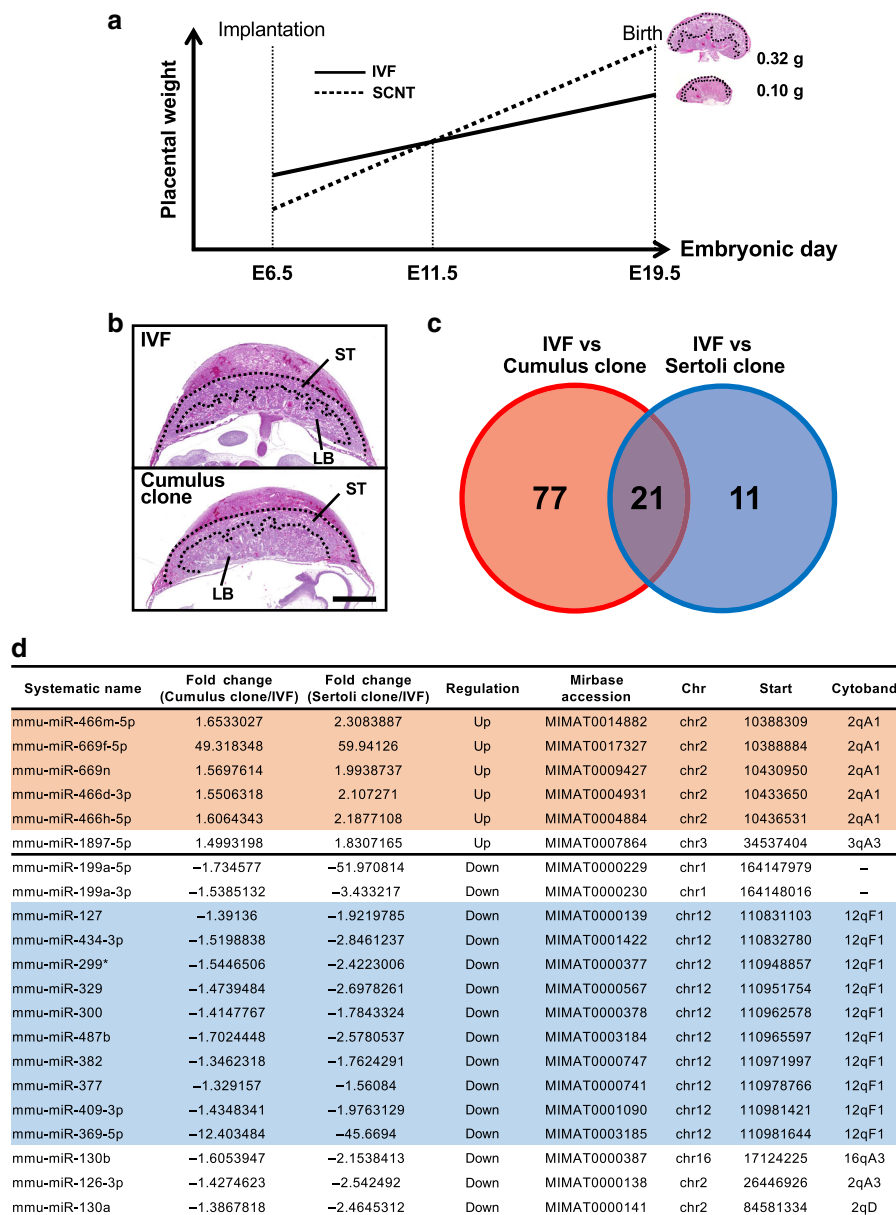 a
Implantation
Birth
IVF
SCNT
0.32 g
0.10 g
Placental weight
Embryonic day
E6.5
E11.5
E19.5
b
IVF
ST
LB
Cumulus
clone
ST
LB
c
IVF vs
Cumulus clone
IVF vs
Sertoli clone
77
21
11
d
Systematic name Fold change (Cumulus clone/IVF) Fold change (Sertoli clone/IVF) Regulation Mirbase accession Chr Start Cytoband
mmu-miR-466m-5p 1.6533027 2.3083887 Up MIMAT0014882 chr2 10388309 2qA1
mmu-miR-669f-5p 49.318348 59.94126 Up MIMAT0017327 chr2 10388884 2qA1
mmu-miR-669n 1.5697614 1.9938737 Up MIMAT0009427 chr2 10430950 2qA1
mmu-miR-466d-3p 1.5506318 2.107271 Up MIMAT0004931 chr2 10433650 2qA1
mmu-miR-466h-5p 1.6064343 2.1877108 Up MIMAT0004884 chr2 10436531 2qA1
mmu-miR-1897-5p 1.4993198 1.8307165 Up MIMAT0007864 chr3 34537404 3qA3
mmu-miR-199a-5p –1.734577 –51.970814 Down MIMAT0000229 chr1 164147979 –
mmu-miR-199a-3p –1.5385132 –3.433217 Down MIMAT0000230 chr1 164148016 –
mmu-miR-127 –1.39136 –1.9219785 Down MIMAT0000139 chr12 110831103 12qF1
mmu-miR-434-3p –1.5198838 –2.8461237 Down MIMAT0001422 chr12 110832780 12qF1
mmu-miR-299* –1.5446506 –2.4223006 Down MIMAT0000377 chr12 110948857 12qF1
mmu-miR-329 –1.4739484 –2.6978261 Down MIMAT0000567 chr12 110951754 12qF1
mmu-miR-300 –1.4147767 –1.7843324 Down MIMAT0000378 chr12 110962578 12qF1
mmu-miR-487b –1.7024448 –2.5780537 Down MIMAT0003184 chr12 110965597 12qF1
mmu-miR-382 –1.3462318 –1.7624291 Down MIMAT0000747 chr12 110971997 12qF1
mmu-miR-377 –1.329157 –1.56084 Down MIMAT0000741 chr12 110978766 12qF1
mmu-miR-409-3p –1.4348341 –1.9763129 Down MIMAT0001090 chr12 110981421 12qF1
mmu-miR-369-5p –12.403484 –45.6694 Down MIMAT0003185 chr12 110981644 12qF1
mmu-miR-130b –1.6053947 –2.1538413 Down MIMAT0000387 chr16 17124225 16qA3
mmu-miR-126-3p –1.4274623 –2.542492 Down MIMAT0000138 chr2 26446926 2qA3
mmu-miR-130a –1.3867818 –2.4645312 Down MIMAT0000141 chr2 84581334 2qD